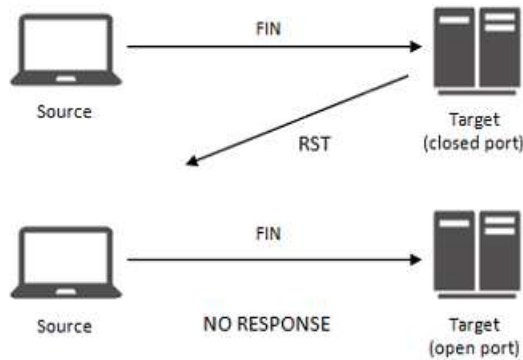 FIN
Source
Target
(closed port)
RST
FIN
Source
NO RESPONSE
Target
(open port)